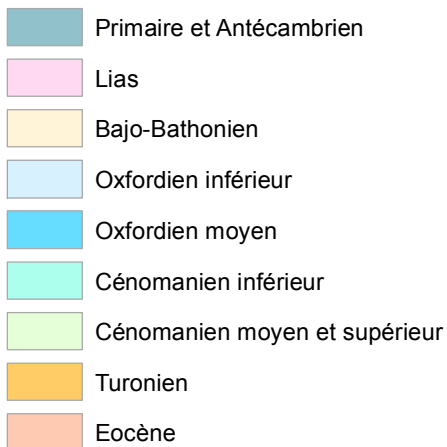 Primaire et Antécambrien
Lias
Bajo-Bathonien
Oxfordien inférieur
Oxfordien moyen
Cénomanien inférieur
Cénomanien moyen et supérieur
Turonien
Eocène